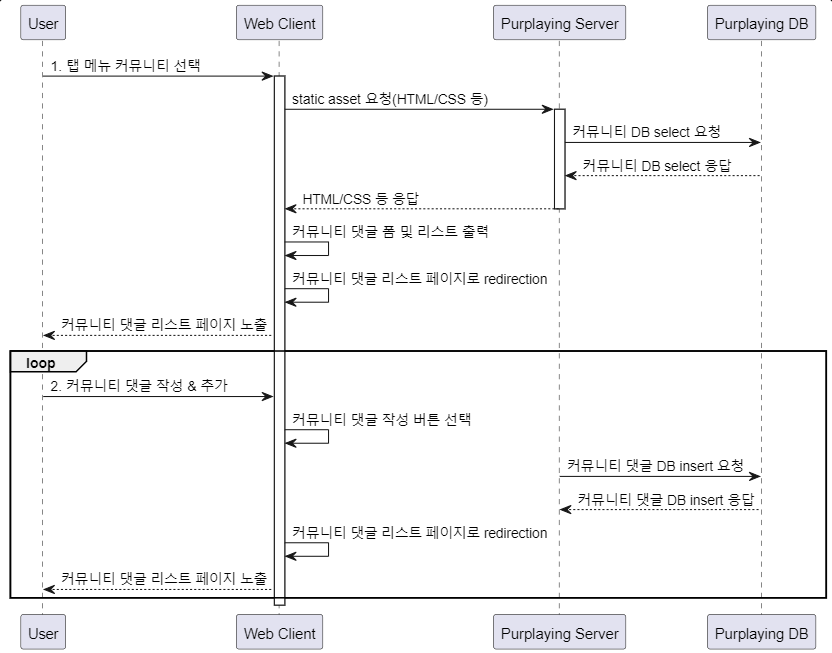 User
Web Client
Purplaying Server
Purplaying DB
1. 탭 메뉴 커뮤니티 선택
static asset 요청(HTML/CSS 등)
커뮤니티 DB select 요청
커뮤니티 DB select 응답
HTML/CSS 등 응답
커뮤니티 댓글 폼 및 리스트 출력
커뮤니티 댓글 리스트 페이지로 redirection
커뮤니티 댓글 리스트 페이지 노출
loop
2. 커뮤니티 댓글 작성 & 추가
커뮤니티 댓글 작성 버튼 선택
커뮤니티 댓글 DB insert 요청
커뮤니티 댓글 DB insert 응답
커뮤니티 댓글 리스트 페이지로 redirection
커뮤니티 댓글 리스트 페이지 노출
User
Web Client
Purplaying Server
Purplaying DB